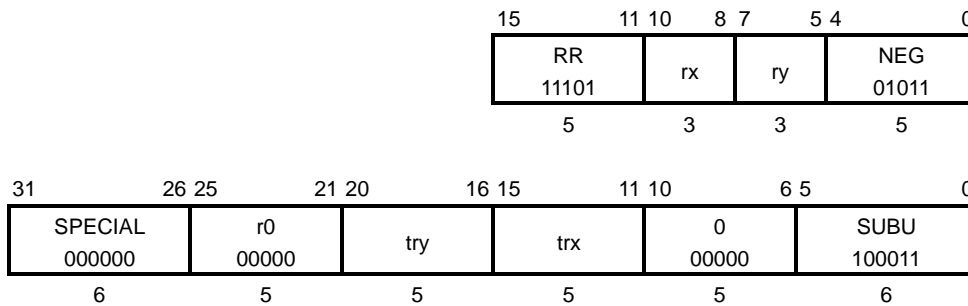 15 11 10 8 7 5 4 0
RR rx ry NEG
11101 01011
5 3 3 5
31 26 25 21 20 16 15 11 10 6 5 0
SPECIAL r0 try trx 0 SUBU
000000 00000 00000 100011
6 5 5 5 5 6